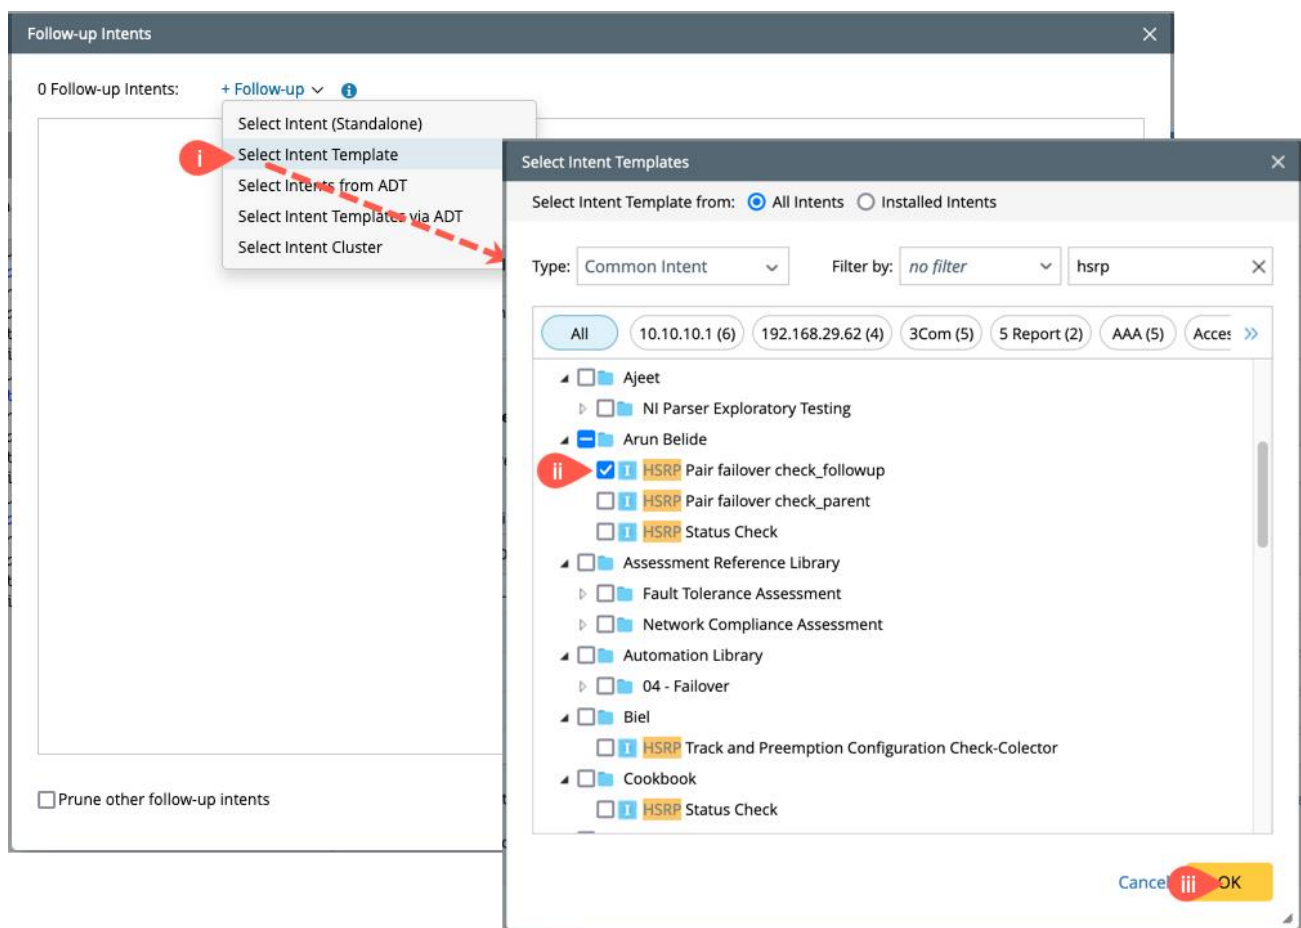 Follow-up Intents
0 Follow-up Intents: + Follow-up
Select Intent (Standalone)
i Select Intent Template
Select Intents from ADT
Select Intent Templates via ADT
Select Intent Cluster
Prune other follow-up intents
Select Intent Templates
Select Intent Template from: All Intents Installed Intents
Type: Common Intent Filter by: no filter hsrp
All 10.10.10.1 (6) 192.168.29.62 (4) 3Com (5) 5 Report (2) AAA (5) Acces
Ajeet
NI Parser Exploratory Testing
Arun Belide
ii I HSRP Pair failover check_followup
I HSRP Pair failover check_parent
I HSRP Status Check
Assessment Reference Library
Fault Tolerance Assessment
Network Compliance Assessment
Automation Library
04 - Failover
Biel
I HSRP Track and Preemption Configuration Check-Colector
Cookbook
I HSRP Status Check
Cancel iii OK